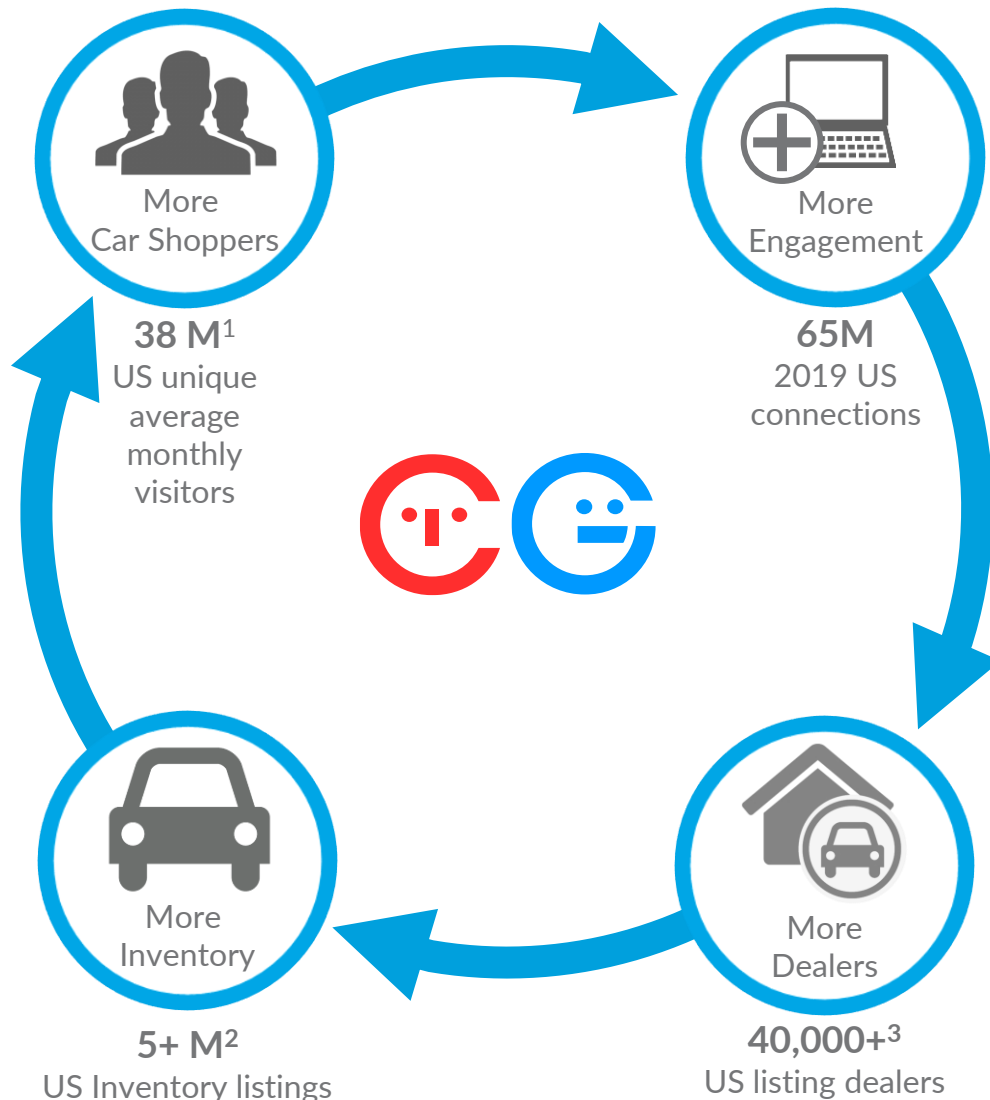 More
Car Shoppers
38 M¹
US unique
average
monthly
visitors
More
Engagement
65M
2019 US
connections
More
Dealers
40,000+³
US listing dealers
More
Inventory
5+ M²
US Inventory listings